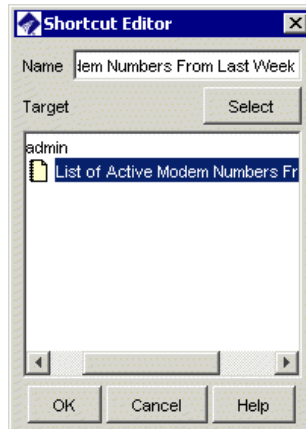 Shortcut Editor
Name dem Numbers From Last Week
Target Select
admin
List of Active Modem Numbers Fr
OK Cancel Help